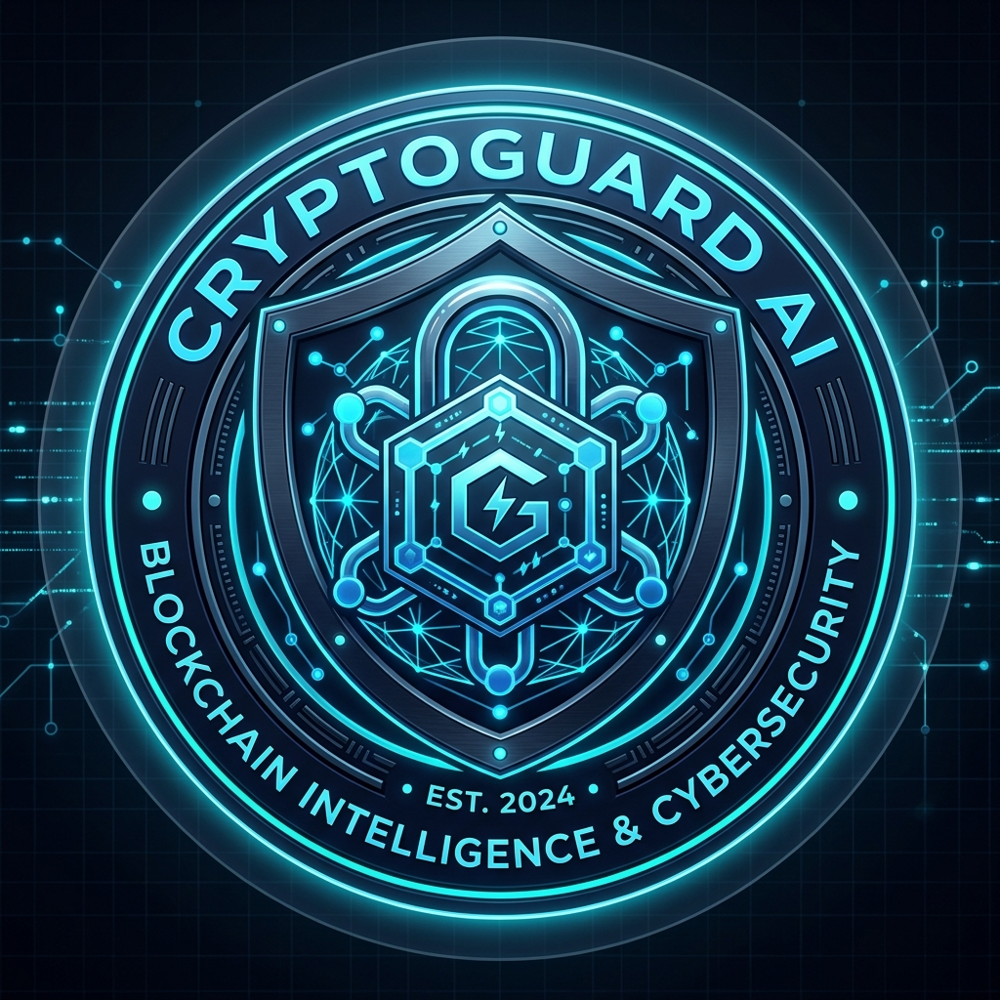 CRYPTOGUARD AI
G
EST. 2024
BLOCKCHAIN INTELLIGENCE & CYBERSECURITY